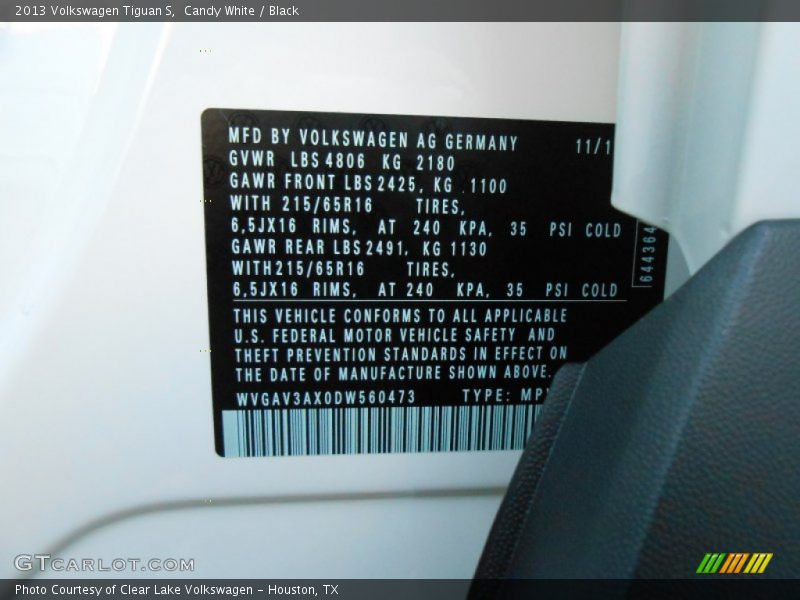 2013 Volkswagen Tiguan S, Candy White / Black
MFD BY VOLKSWAGEN AG GERMANY 11/1
GVWR LBS 4806 KG 2180
GAWR FRONT LBS 2425, KG 1100
WITH 215/65R16 TIRES,
6,5JX16 RIMS, AT 240 KPA, 35 PSI COLD
GAWR REAR LBS 2491, KG 1130
WITH 215/65R16 TIRES,
6,5JX16 RIMS, AT 240 KPA, 35 PSI COLD
644364
THIS VEHICLE CONFORMS TO ALL APPLICABLE
U.S. FEDERAL MOTOR VEHICLE SAFETY AND
THEFT PREVENTION STANDARDS IN EFFECT ON
THE DATE OF MANUFACTURE SHOWN ABOVE.
WVGAV3AX0DW560473 TYPE: MP
GTCARLOT.COM
Photo Courtesy of Clear Lake Volkswagen – Houston, TX